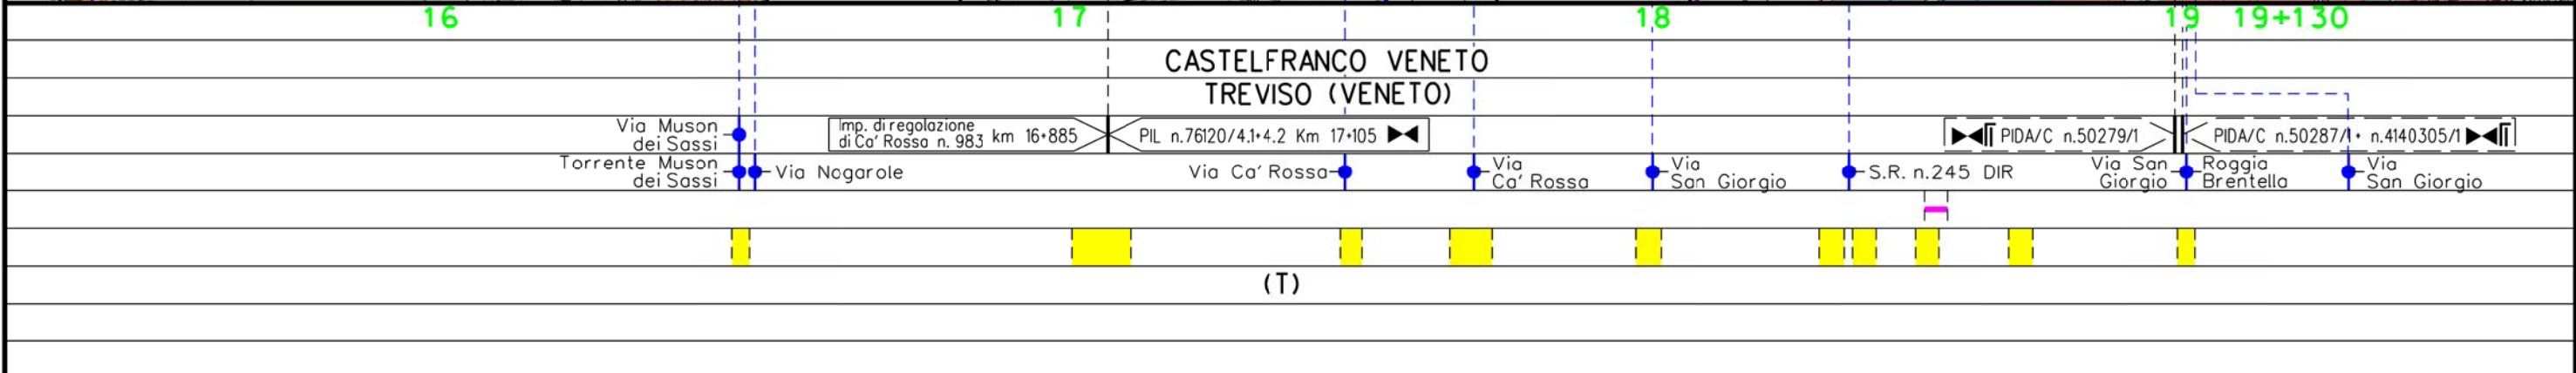 16 17 18 19 19+130
CASTELFRANCO VENETO
TREVISO (VENETO)
Via Muson
dei Sassi
Imp. di regolazione
di Ca' Rossa n. 983 km 16+885
PIL n.76120/4.1+4.2 Km 17+105
PIDA/C n.50279/1
PIDA/C n.50287/1 + n.4140305/1
Torrente Muson
dei Sassi
Via Nogarole
Via Ca' Rossa
Via
Ca' Rossa
Via
San Giorgio
S.R. n.245 DIR
Via San
Giorgio
Roggia
Brentella
Via
San Giorgio
(T)